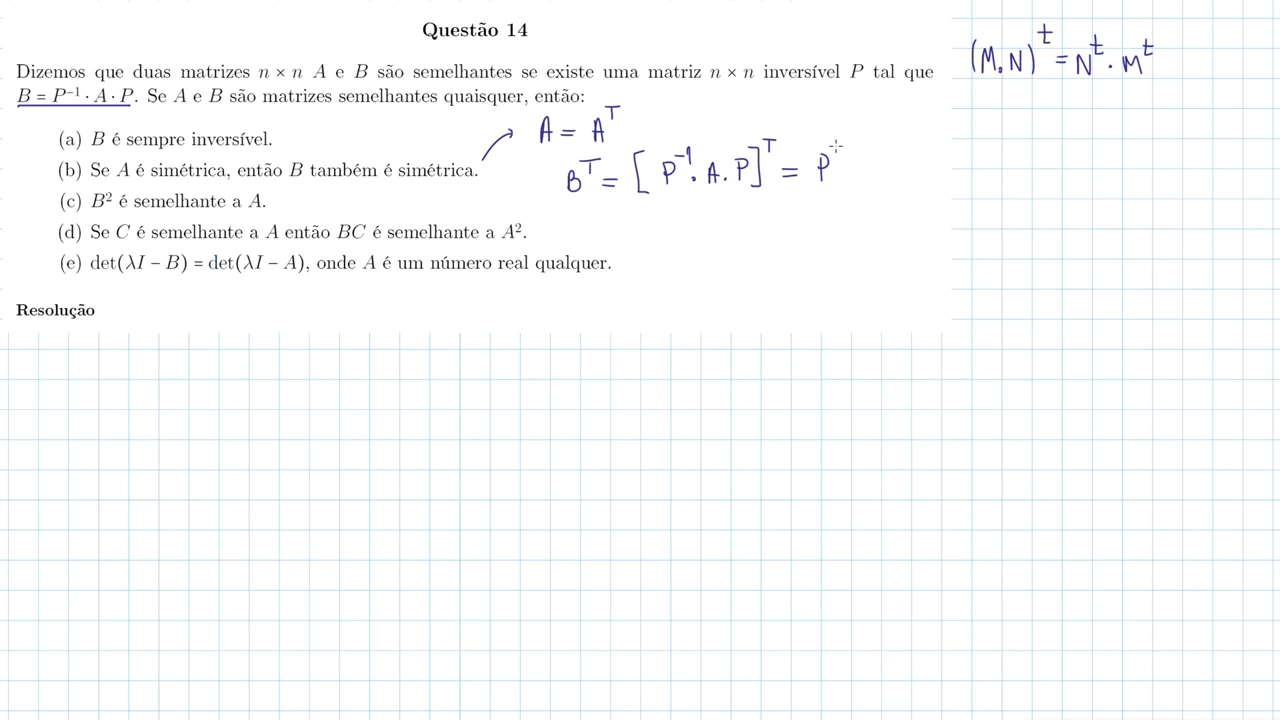 Questão 14
Dizemos que duas matrizes n × n A e B são semelhantes se existe uma matriz n × n inversível P tal que
B = P⁻¹ · A · P. Se A e B são matrizes semelhantes quaisquer, então:
(a) B é sempre inversível.
(b) Se A é simétrica, então B também é simétrica.
(c) B² é semelhante a A.
(d) Se C é semelhante a A então BC é semelhante a A².
(e) det(λI − B) = det(λI − A), onde A é um número real qualquer.
Resolução
A = Aᵀ
Bᵀ = [P⁻¹. A. P]ᵀ = P
(M.N)ᵗ = Nᵗ. Mᵗ